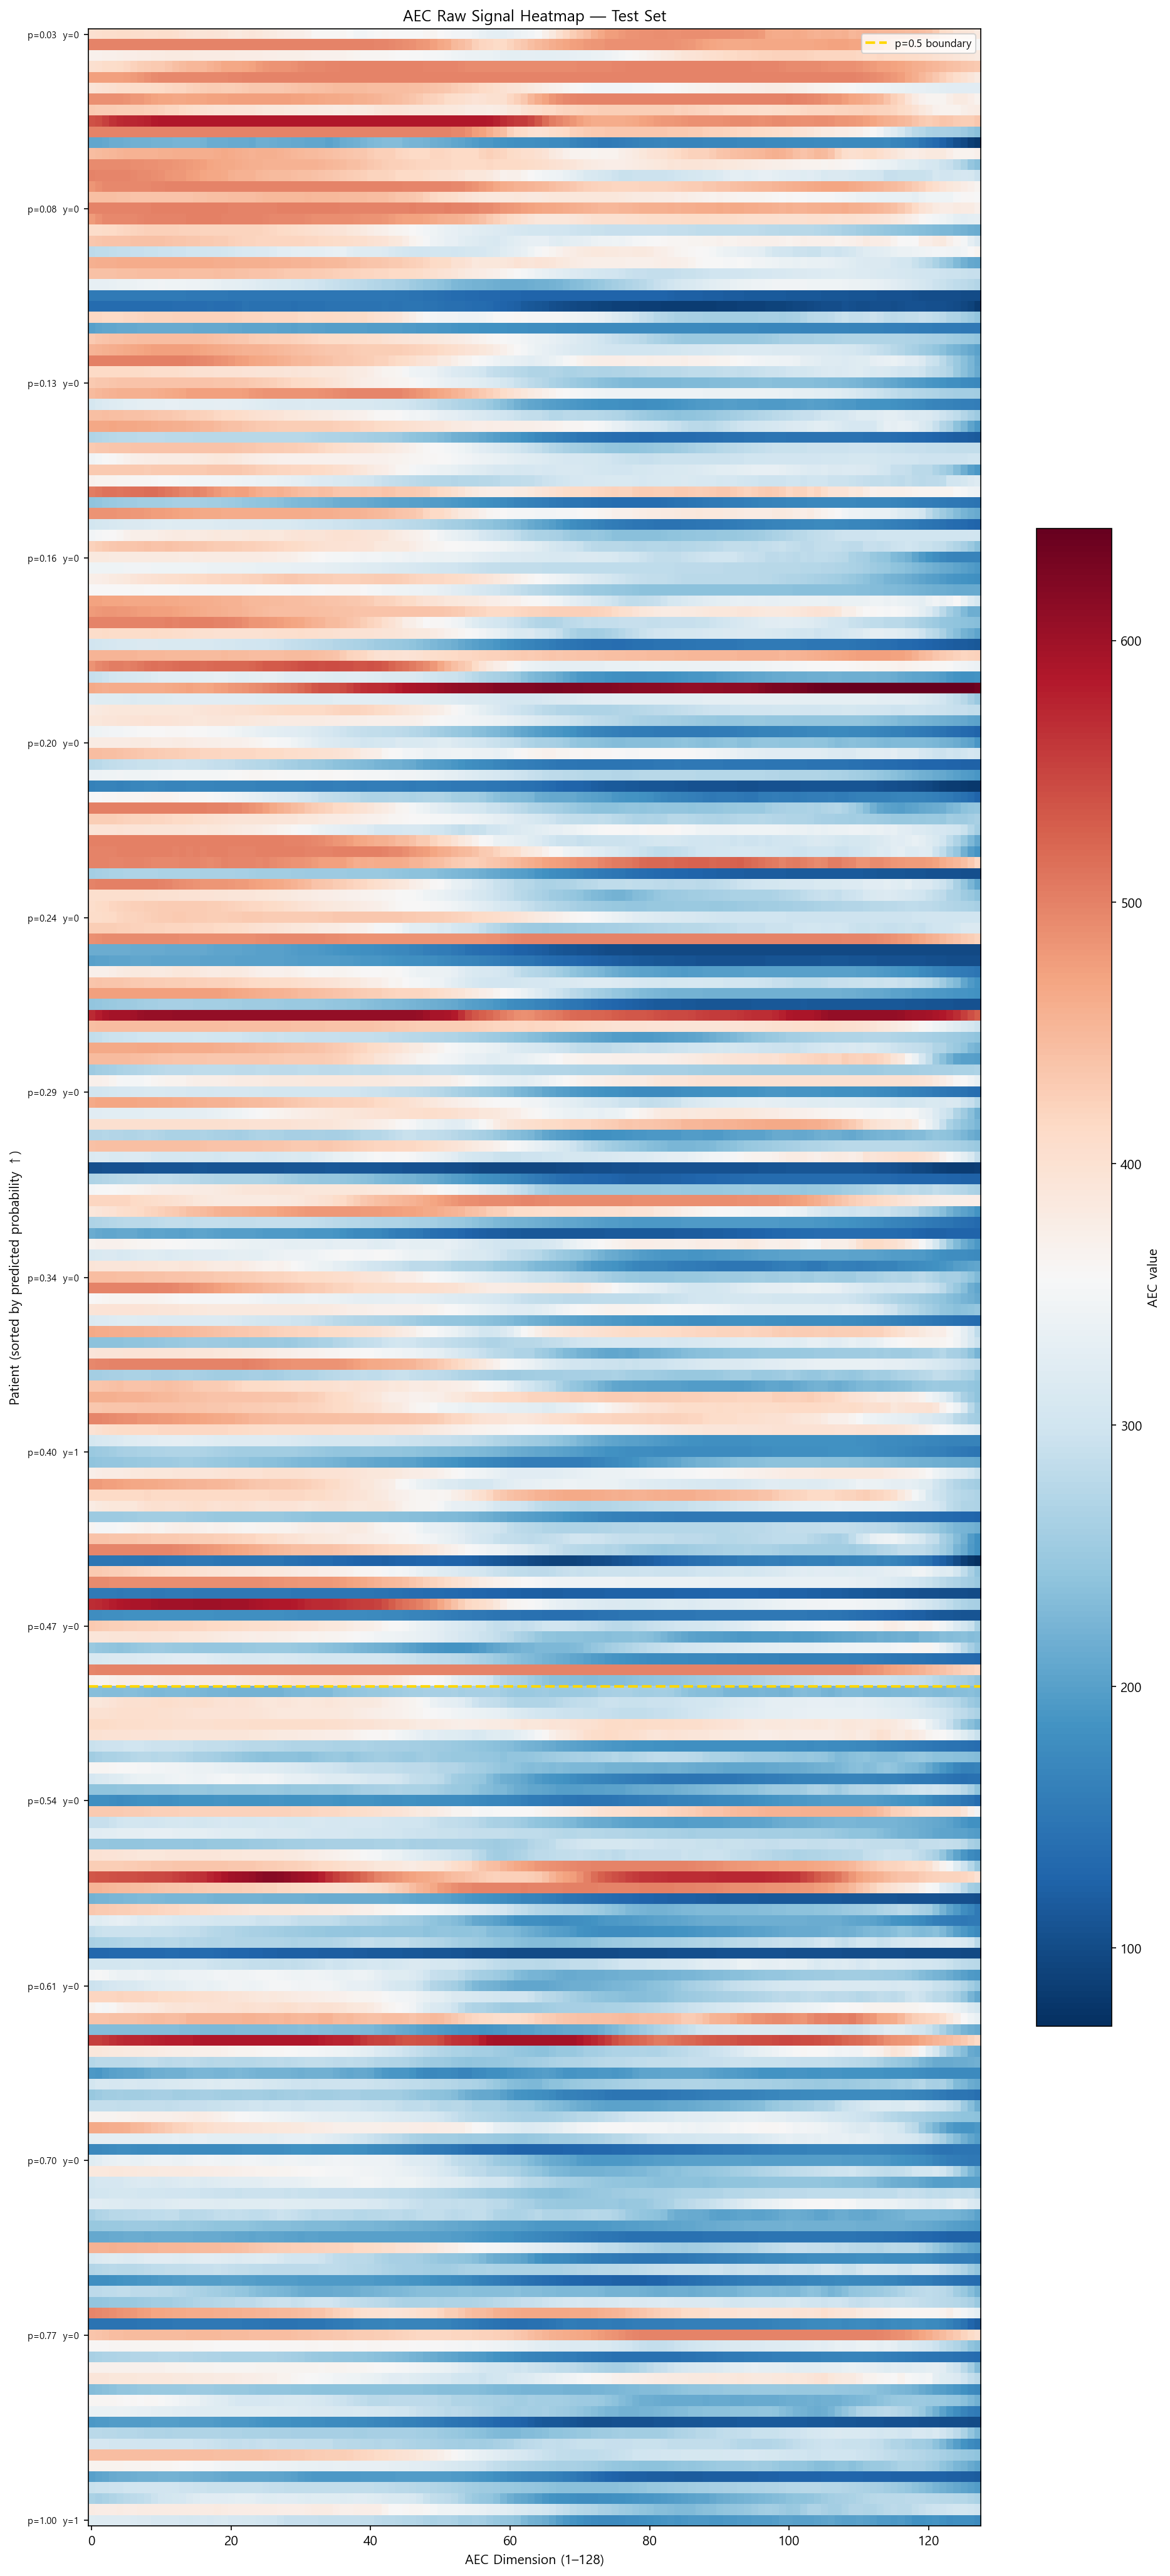 AEC Raw Signal Heatmap — Test Set
p=0.5 boundary
p=0.03 y=0
p=0.08 y=0
p=0.13 y=0
p=0.16 y=0
p=0.20 y=0
p=0.24 y=0
p=0.29 y=0
p=0.34 y=0
p=0.40 y=1
p=0.47 y=0
p=0.54 y=0
p=0.61 y=0
p=0.70 y=0
p=0.77 y=0
p=1.00 y=1
Patient (sorted by predicted probability ↑)
0 20 40 60 80 100 120
AEC Dimension (1–128)
600
500
400
300
200
100
AEC value